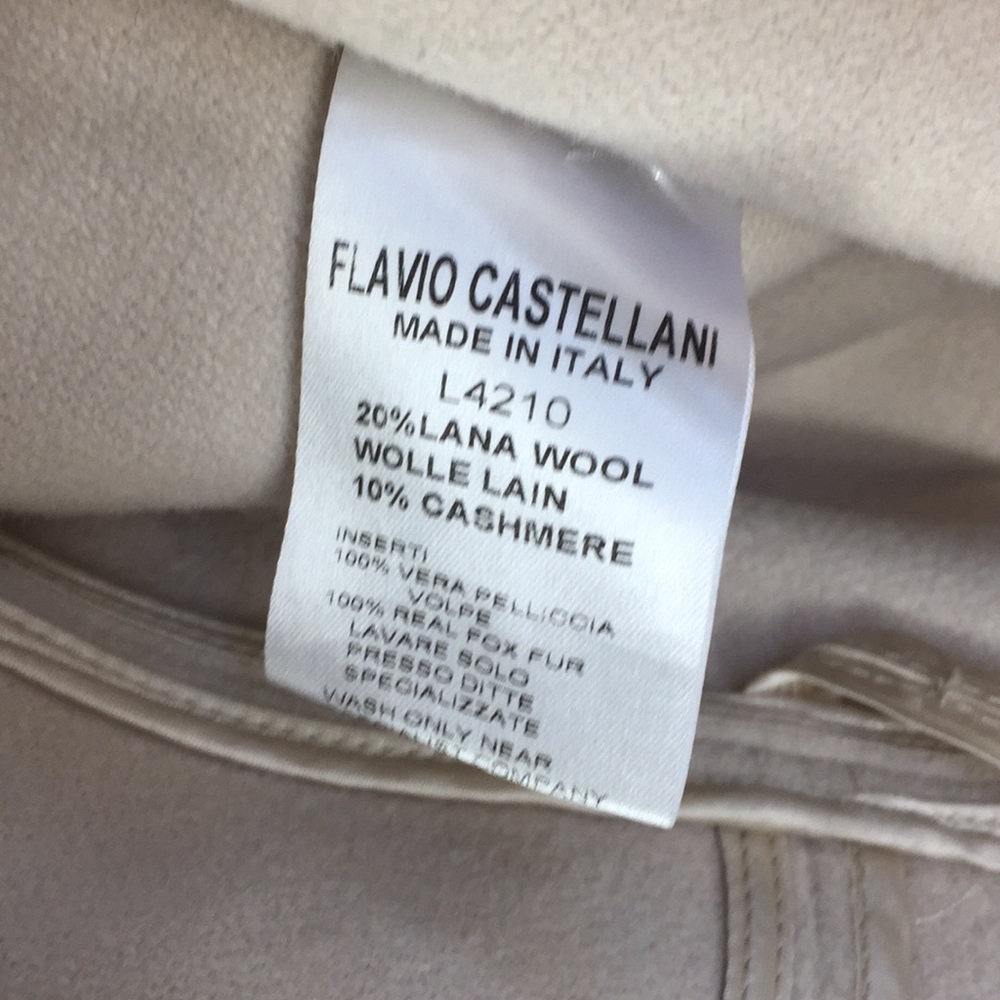 FLAVIO CASTELLANI
MADE IN ITALY
L4210
20%LANA WOOL
WOLLE LAIN
10% CASHMERE
INSERTI
100% VERA PELLICCIA
VOLPE
100% REAL FOX FUR
LAVARE SOLO
PRESSO DITTE
SPECIALIZZATE
WASH ONLY NEAR
COMPANY